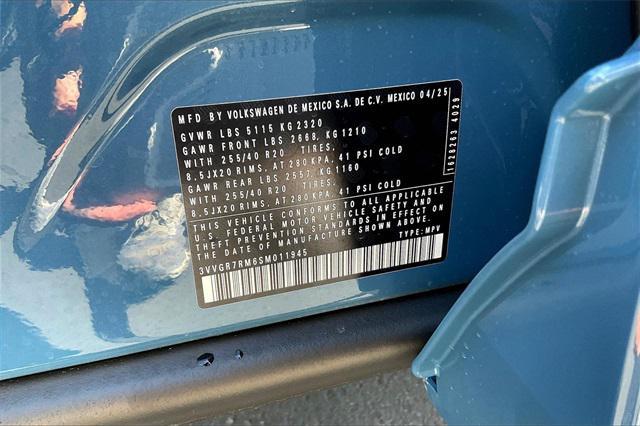 MFD BY VOLKSWAGEN DE MEXICO S.A. DE C.V. MEXICO 04/25
GVWR LBS 5115 KG 2320
GAWR FRONT LBS 2668, KG 1210
WITH 255/40 R20 TIRES,
8.5JX20 RIMS, AT 280 KPA, 41 PSI COLD
GAWR REAR LBS 2557, KG 1160
WITH 255/40 R20 TIRES,
8.5JX20 RIMS, AT 290 KPA, 41 PSI COLD
THIS VEHICLE CONFORMS TO ALL APPLICABLE
U.S. FEDERAL MOTOR VEHICLE SAFETY AND
THEFT PREVENTION STANDARDS IN EFFECT ON
THE DATE OF MANUFACTURE SHOWN ABOVE.
3VVGR7RM6SM011945 TYPE: MPV
1628263 4029